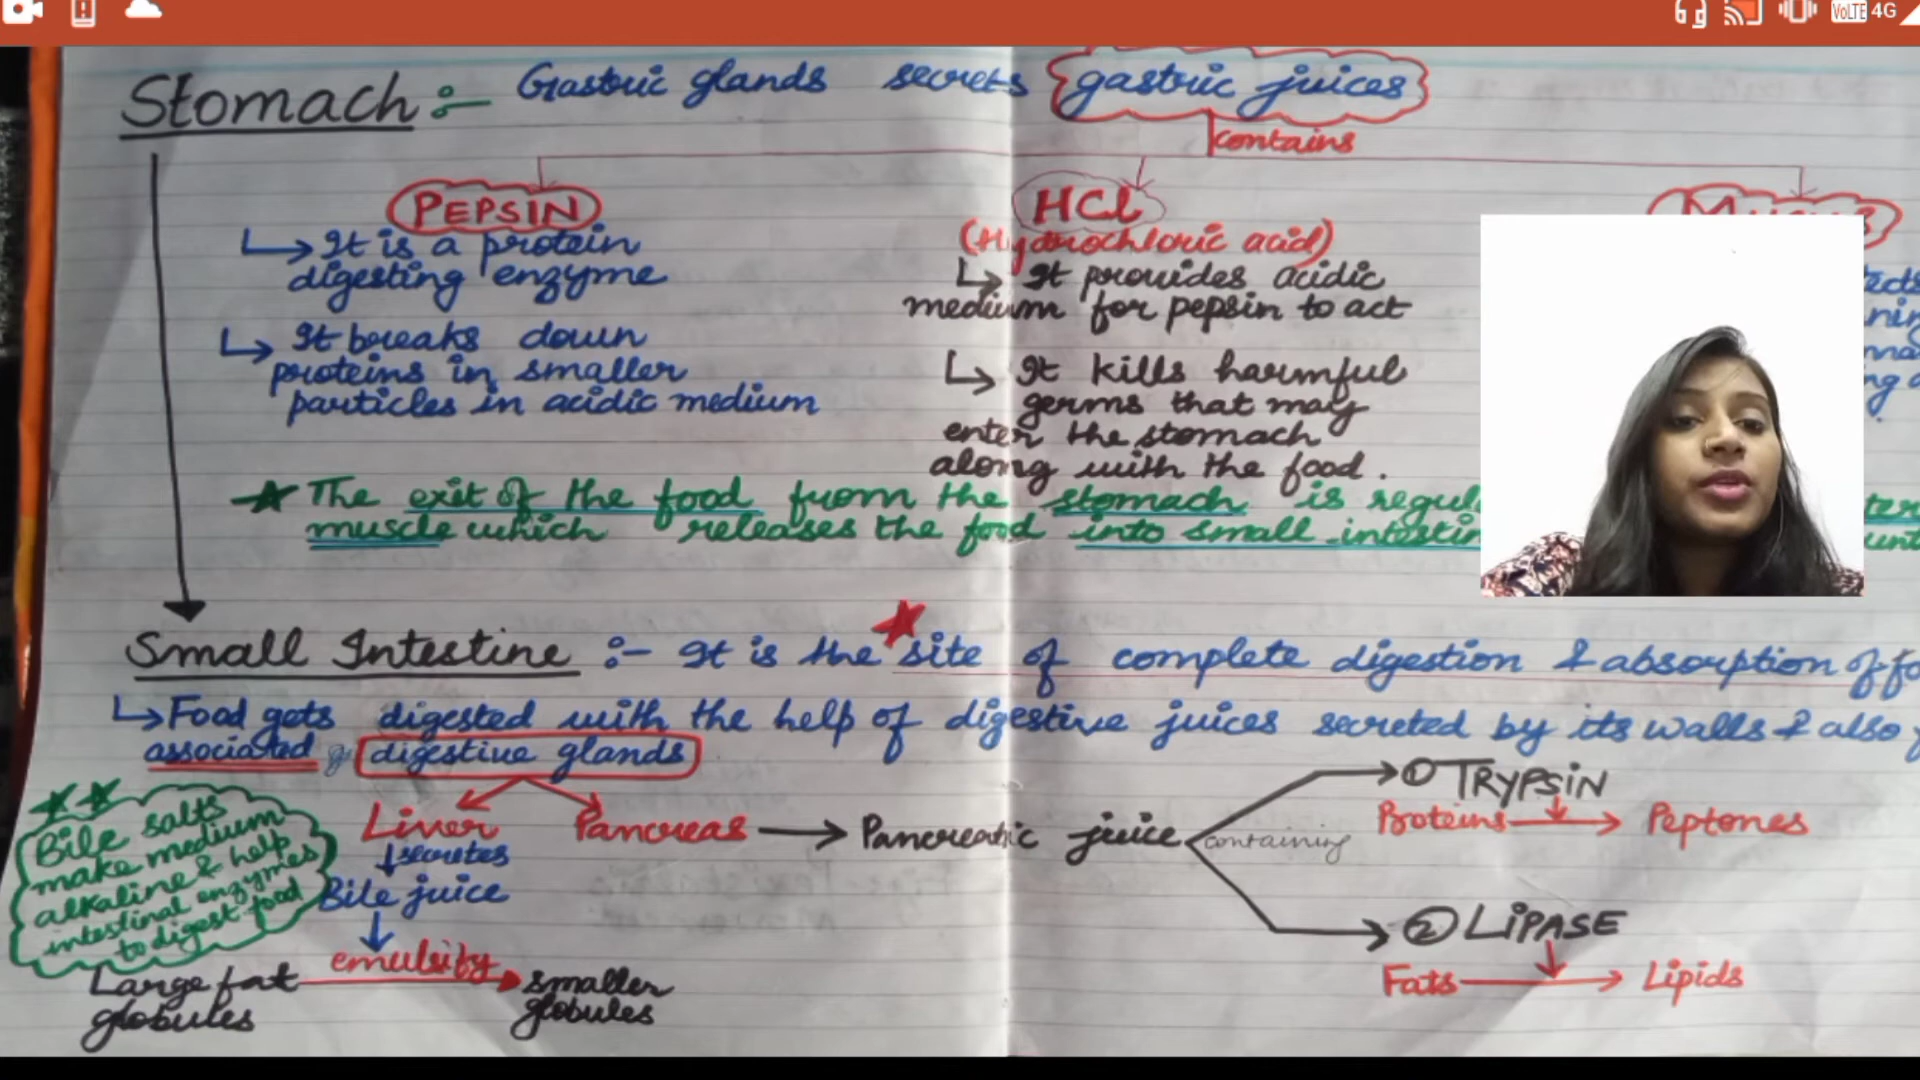 VoLTE 4G
Stomach :- Gastric glands secrets gastric juices
contains
PEPSIN
HCl
(Hydrochloric acid)
↳ It is a protein
digesting enzyme
↳ It breaks down
proteins in smaller
particles in acidic medium
↳ It provides acidic
medium for pepsin to act
↳ It kills harmful
germs that may
enter the stomach
along with the food.
★ The exit of the food from the stomach is
muscle which releases the food into small
Small Intestine :- It is the site of complete digestion & absorption of
↳ Food gets digested with the help of digestive juices secreted by its walls & also
associated digestive glands
Bile salts
make medium
alkaline & help
intestinal enzymes
to digest food
Liver
↓ secretes
Bile juice
Large fat emulsify smaller
globules globules
Pancreas → Pancreatic juice containing
① TRYPSIN
Proteins → Peptones
② LIPASE
Fats → Lipids